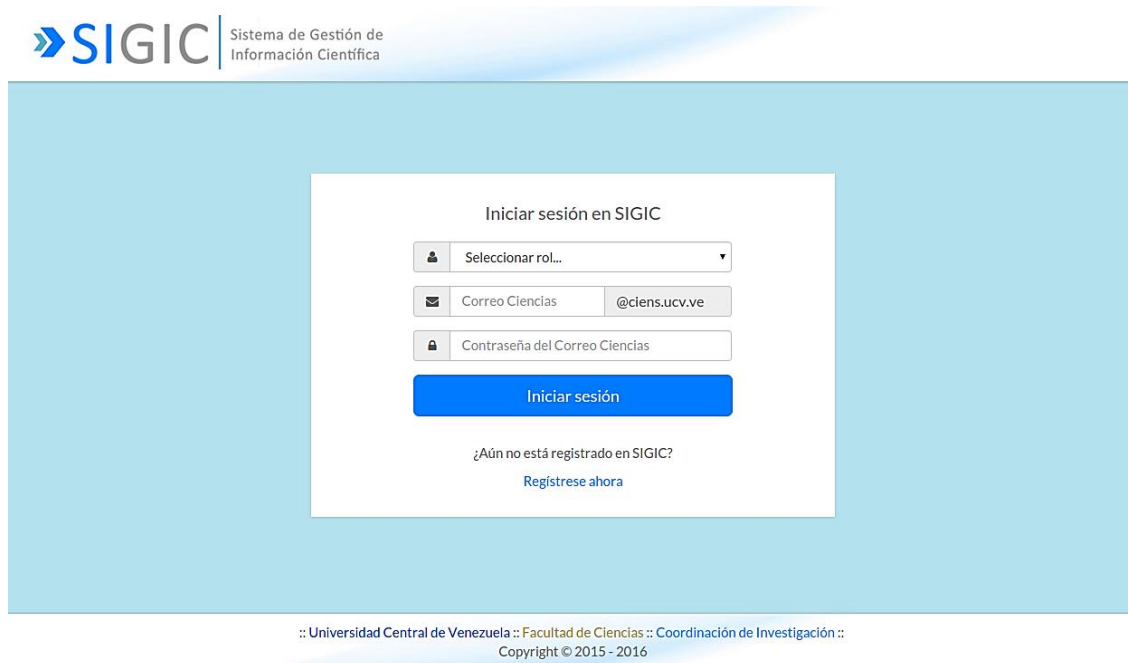 SIGIC
Sistema de Gestión de
Información Científica
Iniciar sesión en SIGIC
Seleccionar rol...
Correo Ciencias @ciens.ucv.ve
Contraseña del Correo Ciencias
Iniciar sesión
¿Aún no está registrado en SIGIC?
Regístrese ahora
:: Universidad Central de Venezuela :: Facultad de Ciencias :: Coordinación de Investigación ::
Copyright © 2015 - 2016